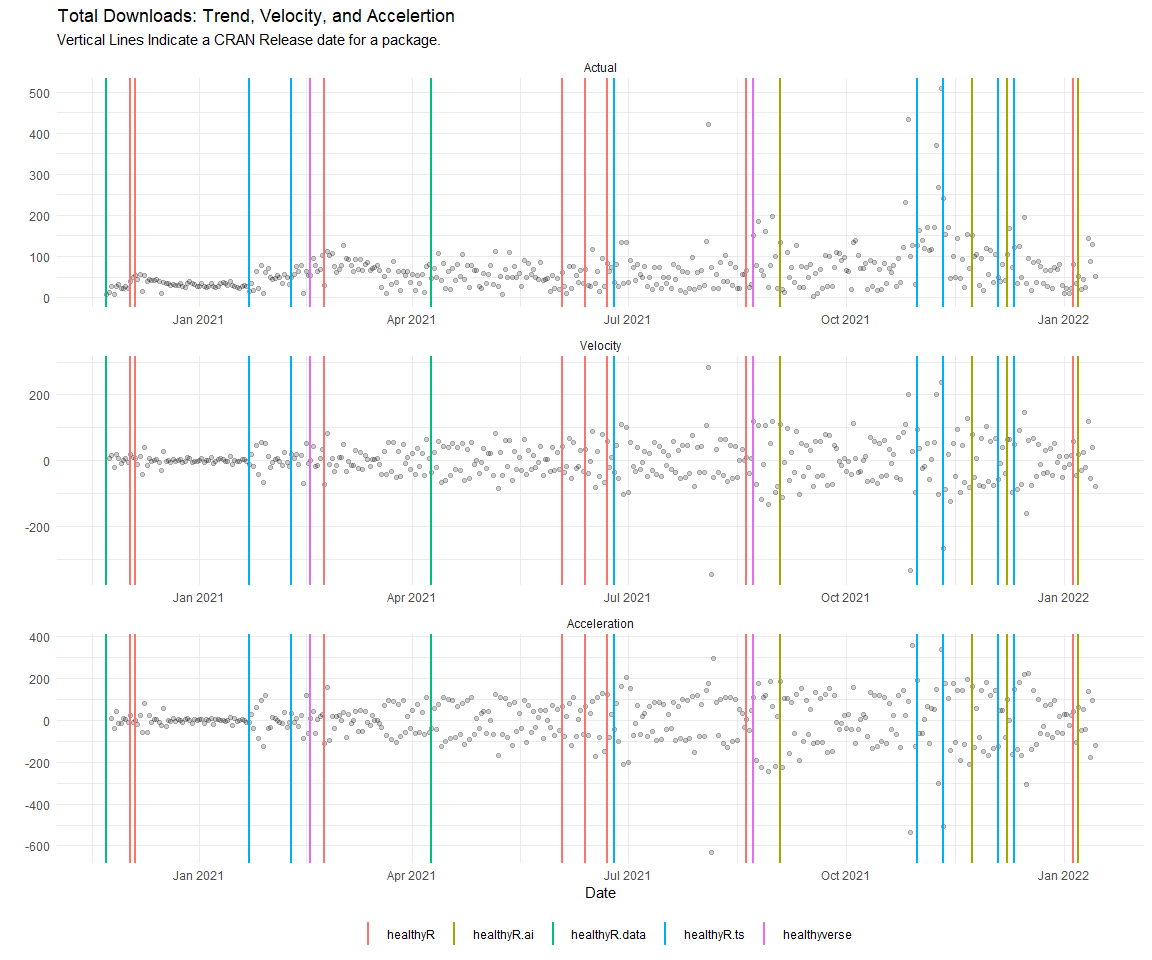 Total Downloads: Trend, Velocity, and Accelertion
Vertical Lines Indicate a CRAN Release date for a package.
Actual
500
400
300
200
100
0
Jan 2021 Apr 2021 Jul 2021 Oct 2021 Jan 2022
Velocity
200
0
-200
Jan 2021 Apr 2021 Jul 2021 Oct 2021 Jan 2022
Acceleration
400
200
0
-200
-400
-600
Jan 2021 Apr 2021 Jul 2021 Oct 2021 Jan 2022
Date
healthyR healthyR.ai healthyR.data healthyR.ts healthyverse